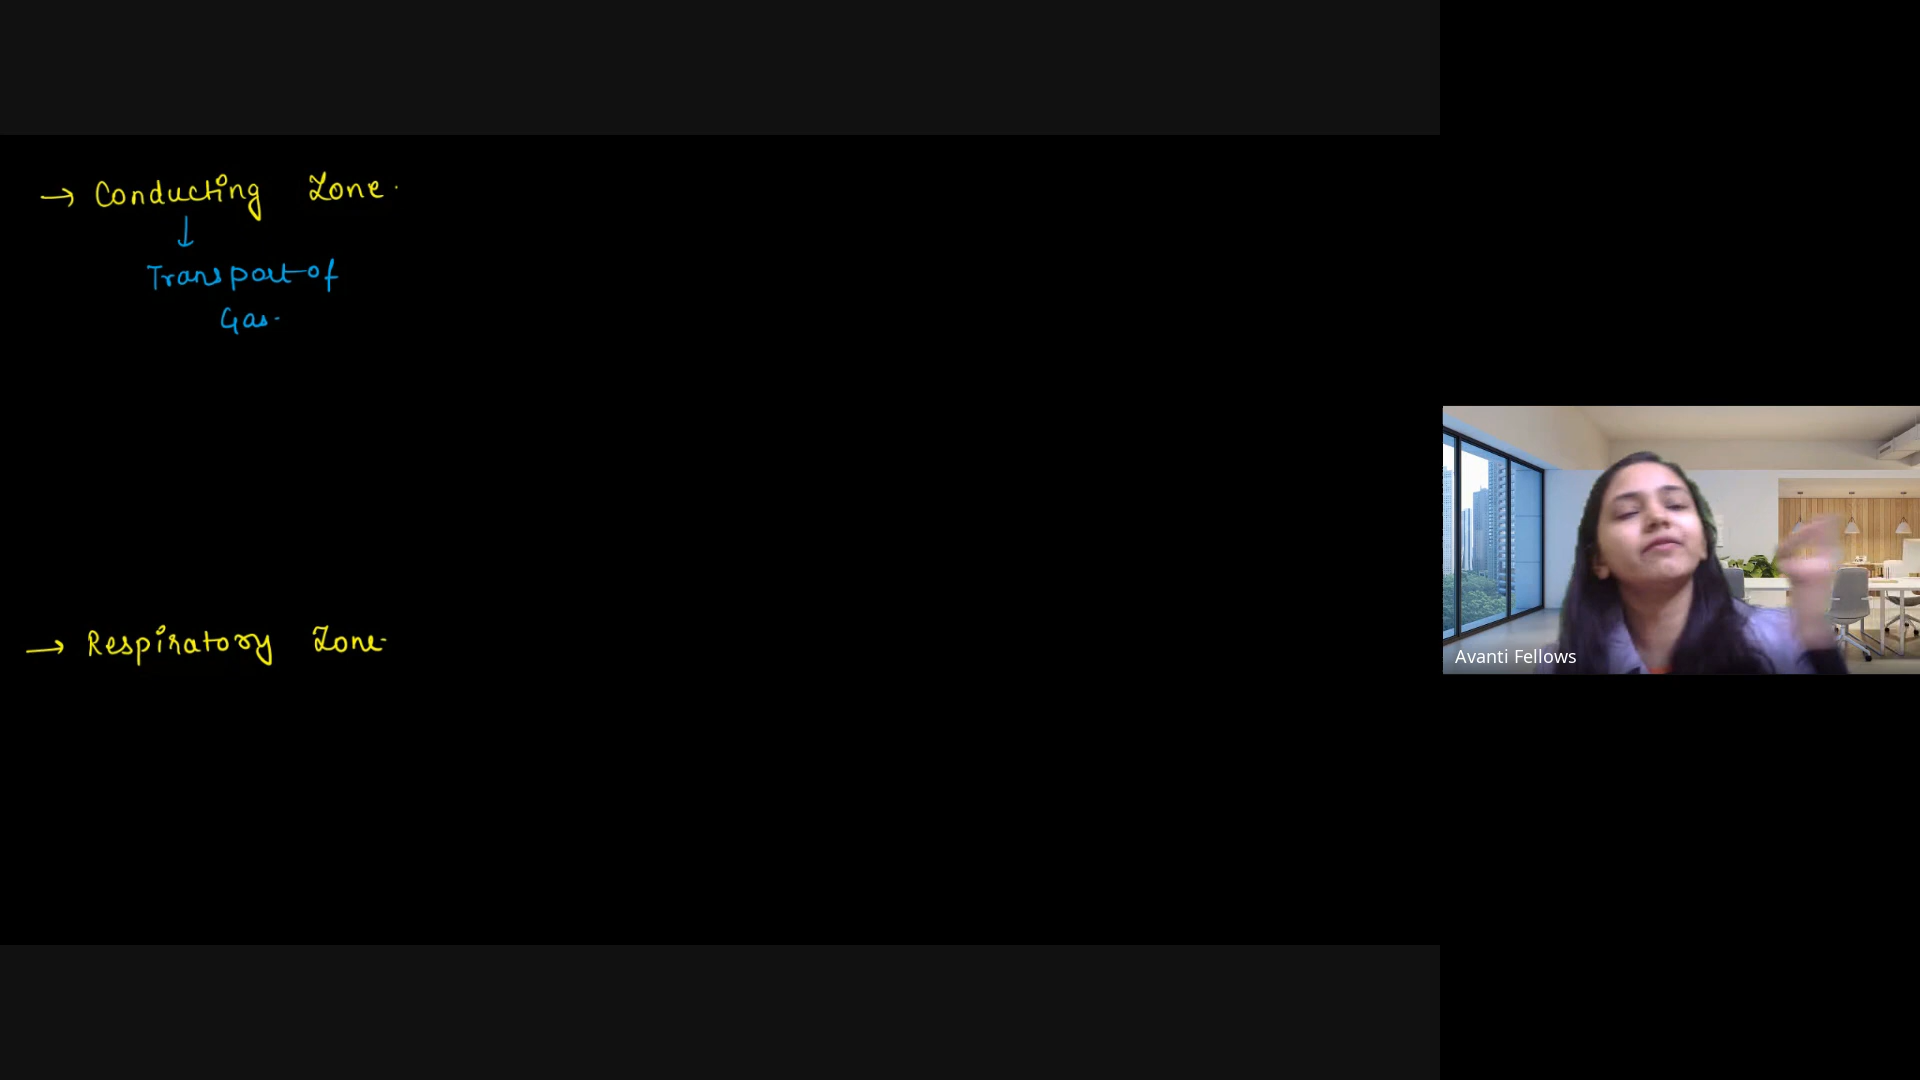 → Conducting Zone.
↓
Transport of
Gas.
→ Respiratory Zone.
Avanti Fellows